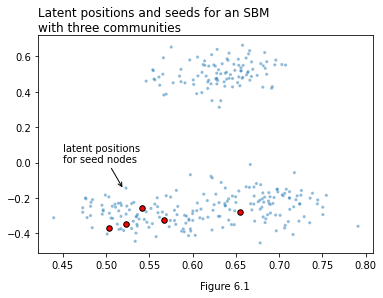 Latent positions and seeds for an SBM
with three communities
0.6
0.4
0.2
0.0
−0.2
−0.4
latent positions
for seed nodes
0.45 0.50 0.55 0.60 0.65 0.70 0.75 0.80
Figure 6.1